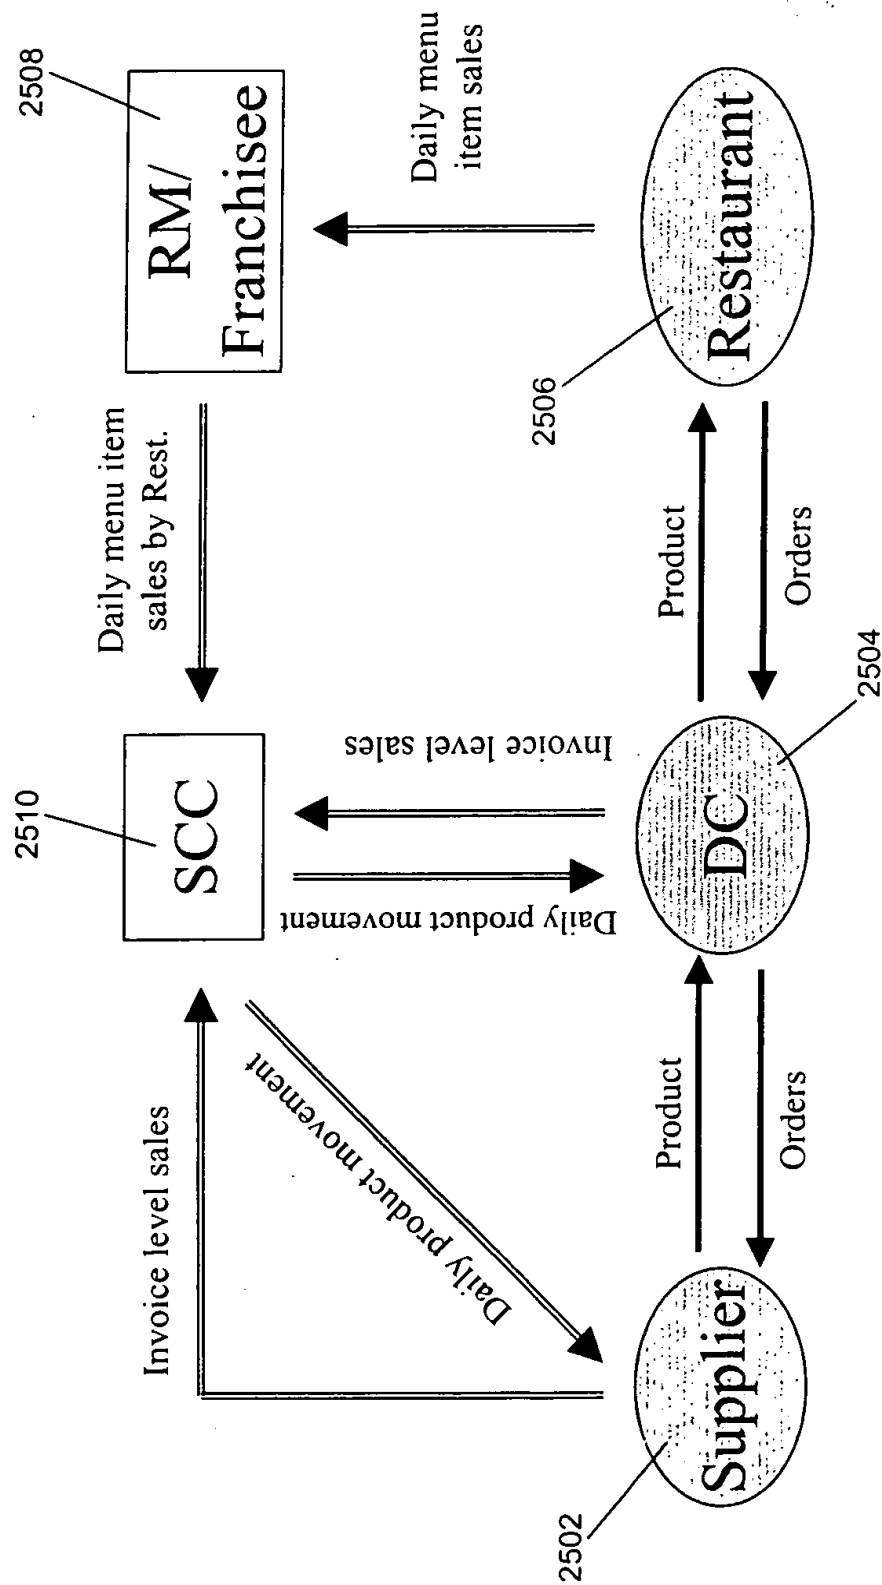 2510
2508
SCC
RM/
Franchisee
Daily menu item
sales by Rest.
Invoice level sales
Daily product movement
Daily product movement
Invoice level sales
Daily menu
item sales
2502
Supplier
Product
Orders
DC
2504
Product
Orders
2506
Restaurant